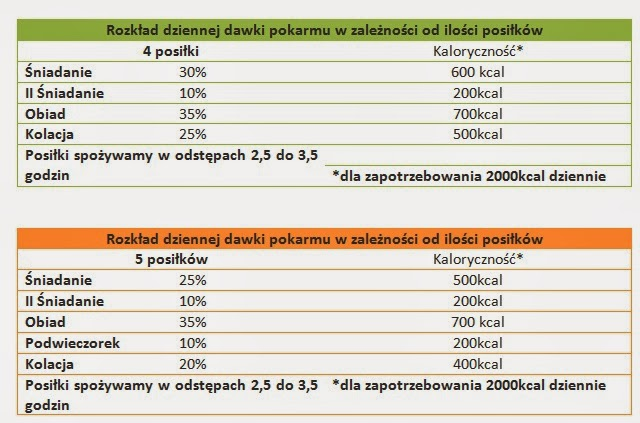 Rozkład dziennej dawki pokarmu w zależności od ilości posiłków
4 posiłki Kaloryczność*
Śniadanie 30% 600 kcal
II Śniadanie 10% 200kcal
Obiad 35% 700kcal
Kolacja 25% 500kcal
Posiłki spożywamy w odstępach 2,5 do 3,5
godzin *dla zapotrzebowania 2000kcal dziennie
Rozkład dziennej dawki pokarmu w zależności od ilości posiłków
5 posiłków Kaloryczność*
Śniadanie 25% 500kcal
II Śniadanie 10% 200kcal
Obiad 35% 700 kcal
Podwieczorek 10% 200kcal
Kolacja 20% 400kcal
Posiłki spożywamy w odstępach 2,5 do 3,5 *dla zapotrzebowania 2000kcal dziennie
godzin